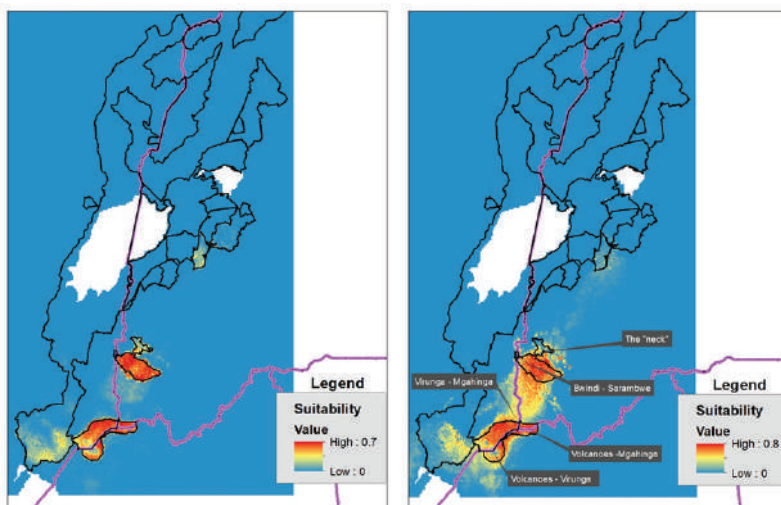 Legend
Suitability
Value
High : 0.7
Low : 0
The "neck"
Virunga - Mgahinga
Bwindi - Sarambwe
Legend
Suitability
Value
High : 0.8
Low : 0
Volcanoes -Mgahinga
Volcanoes - Virunga